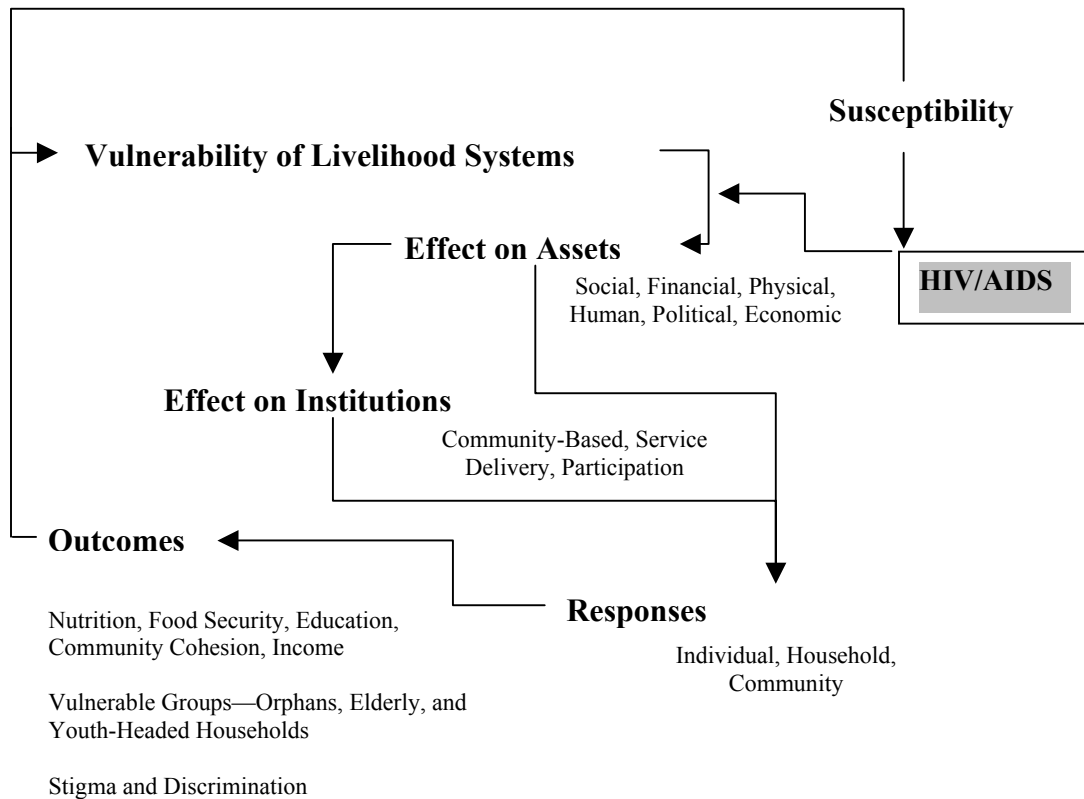 Susceptibility
Vulnerability of Livelihood Systems
Effect on Assets
HIV/AIDS
Social, Financial, Physical,
Human, Political, Economic
Effect on Institutions
Community-Based, Service
Delivery, Participation
Outcomes
Nutrition, Food Security, Education,
Community Cohesion, Income
Vulnerable Groups—Orphans, Elderly, and
Youth-Headed Households
Stigma and Discrimination
Responses
Individual, Household,
Community